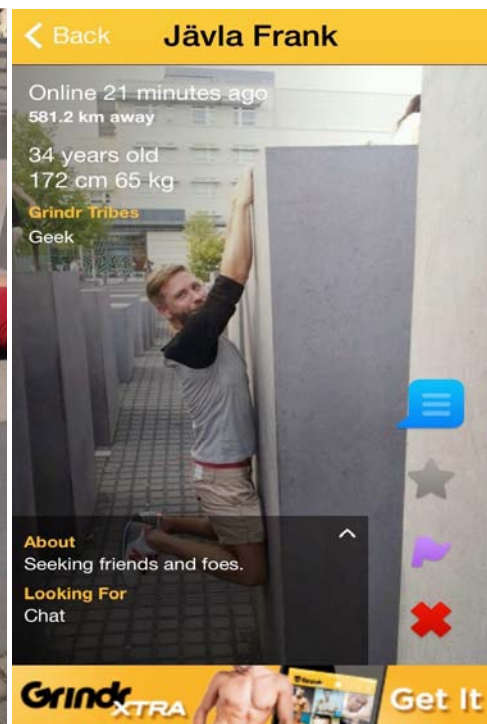 Back
Jävla Frank
Online 21 minutes ago
581.2 km away
34 years old
172 cm 65 kg
Grindr Tribes
Geek
About
Seeking friends and foes.
Looking For
Chat
Grindr XTRA
Get It